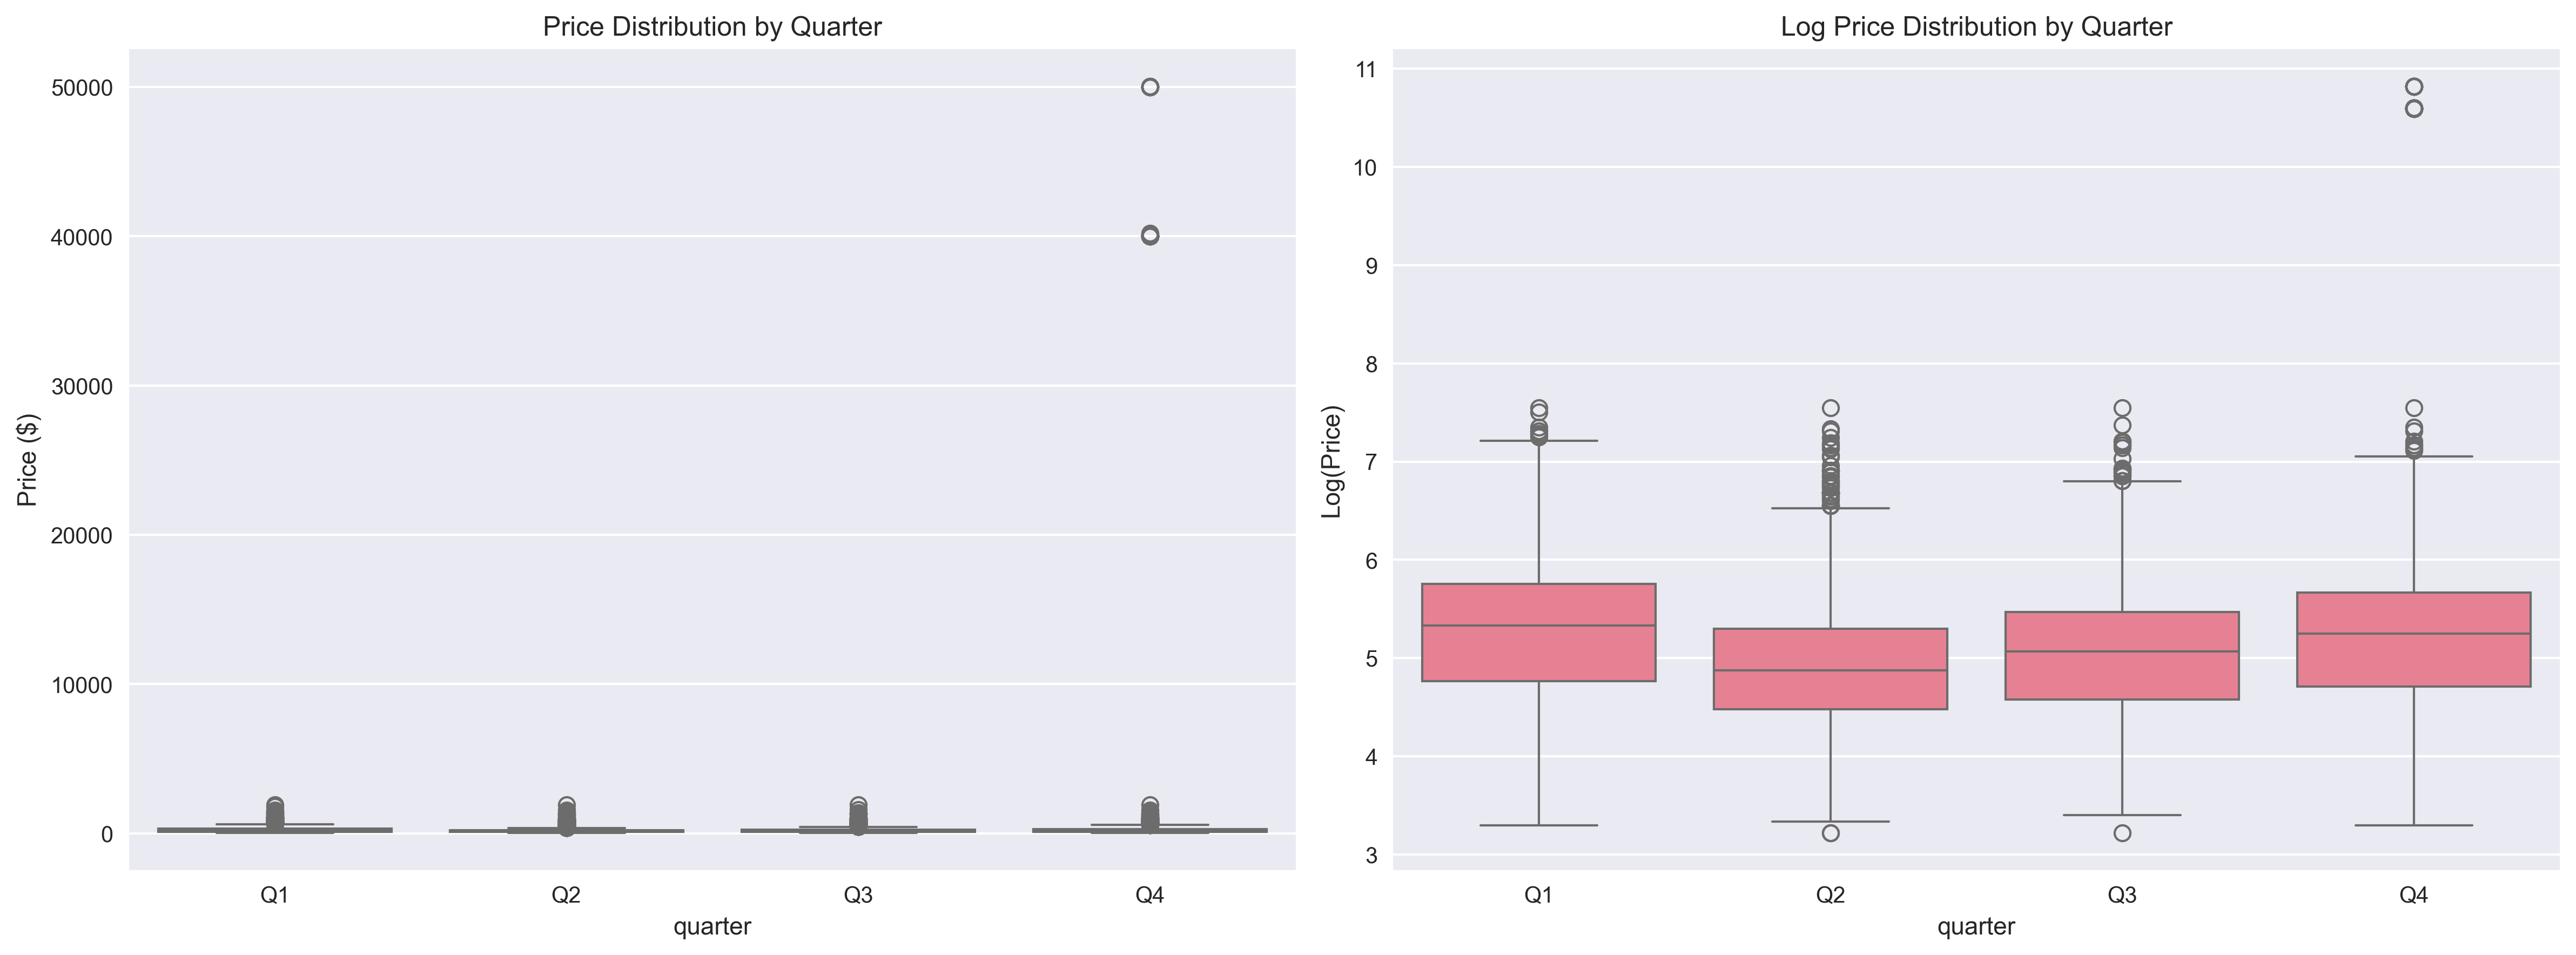 Price Distribution by Quarter
50000
40000
30000
20000
10000
0
Price ($)
Q1 Q2 Q3 Q4
quarter
Log Price Distribution by Quarter
11
10
9
8
7
6
5
4
3
Log(Price)
Q1 Q2 Q3 Q4
quarter